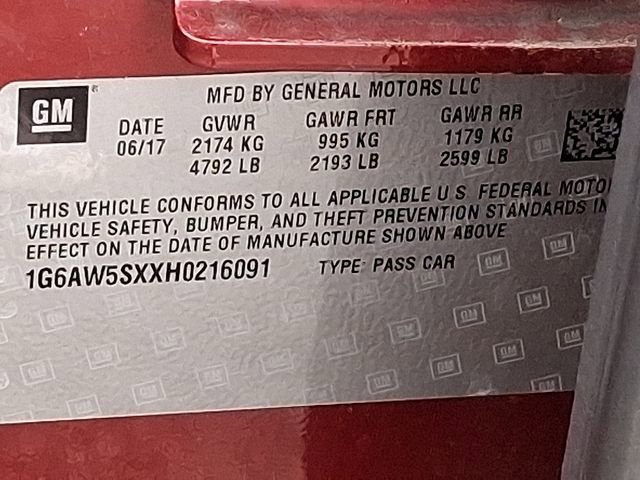 GM
MFD BY GENERAL MOTORS LLC
DATE GVWR GAWR FRT GAWR RR
06/17 2174 KG 995 KG 1179 KG
4792 LB 2193 LB 2599 LB
THIS VEHICLE CONFORMS TO ALL APPLICABLE U S FEDERAL MOTO
VEHICLE SAFETY, BUMPER, AND THEFT PREVENTION STANDARDS IN
EFFECT ON THE DATE OF MANUFACTURE SHOWN ABOVE
1G6AW5SXXH0216091 TYPE: PASS CAR